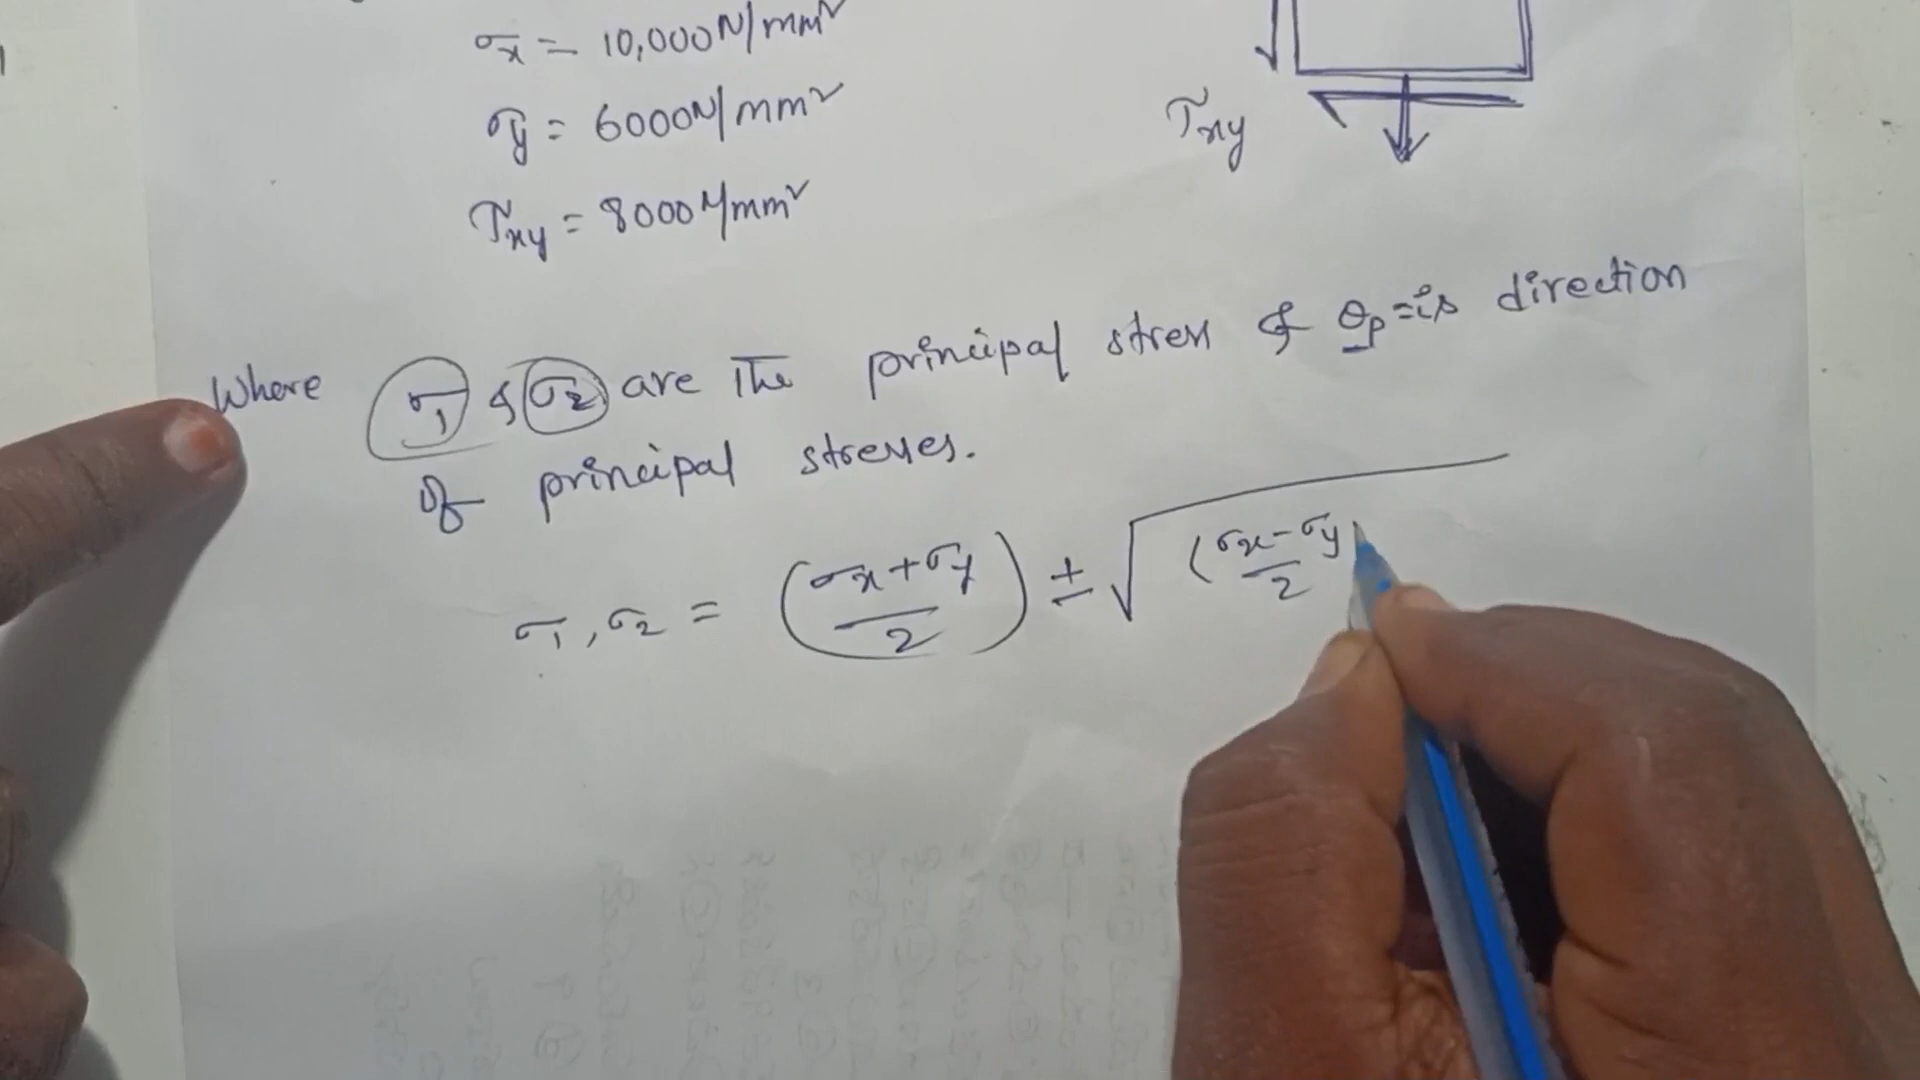 σx = 10,000 N/mm²
σy = 6000 N/mm²
τxy
τxy = 8000 N/mm²
Where σ1 & σ2 are The principal stress & θp = is direction
of principal stresses.
σ1, σ2 = (σx + σy / 2) ± √ (σx - σy / 2